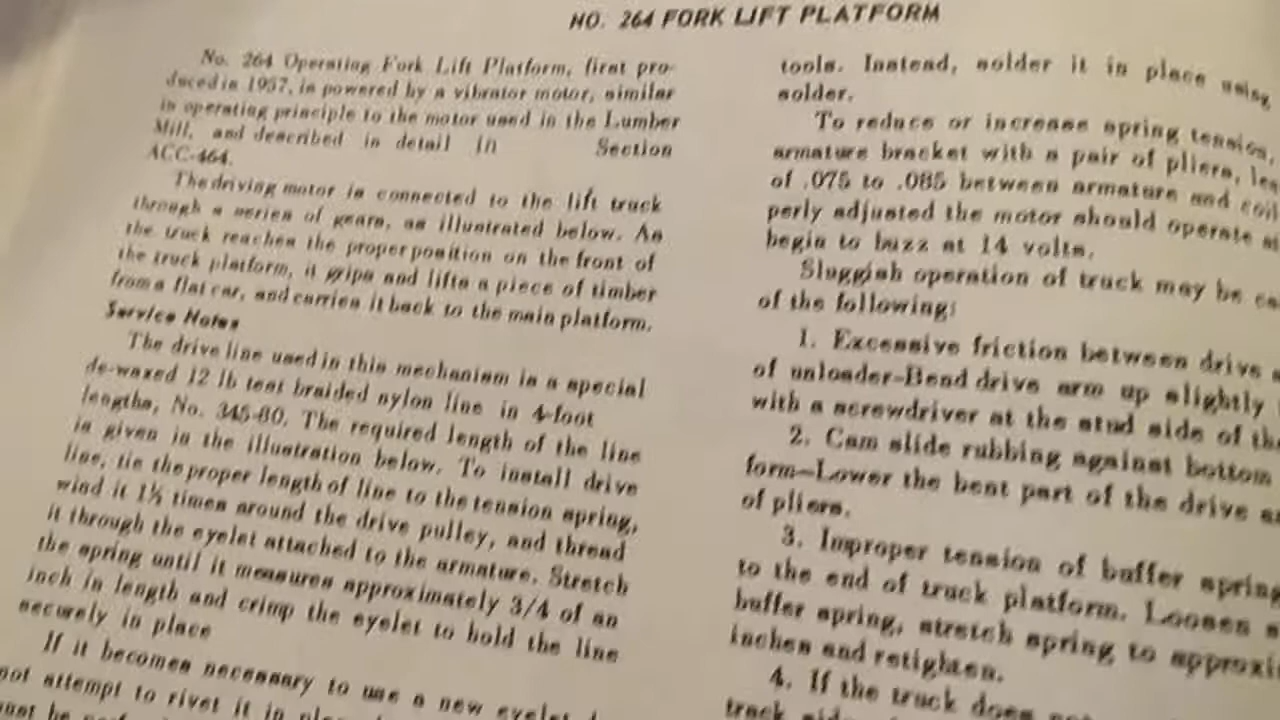 NO. 264 FORK LIFT PLATFORM
No. 264 Operating Fork Lift Platform, first pro-
duced in 1957, is powered by a vibrator motor, similar
in operating principle to the motor used in the Lumber
Mill, and described in detail in Section
ACC-464.
The driving motor is connected to the lift truck
through a series of gears, as illustrated below. As
the truck reaches the proper position on the front of
the truck platform, it grips and lifts a piece of timber
from a flat car, and carries it back to the main platform.
Service Notes
The drive line used in this mechanism is a special
de-waxed 12 lb test braided nylon line in 4-foot
lengths, No. 345-80. The required length of the line
is given in the illustration below. To install drive
line, tie the proper length of line to the tension spring,
wind it 1½ times around the drive pulley, and thread
it through the eyelet attached to the armature. Stretch
the spring until it measures approximately 3/4 of an
inch in length and crimp the eyelet to hold the line
securely in place
If it becomes necessary to use a new eyelet
not attempt to rivet it in
must be
tools. Instead, solder it in place using
solder.
To reduce or increase spring tension,
armature bracket with a pair of pliers,
of .075 to .085 between armature and coil
perly adjusted the motor should operate
begin to buzz at 14 volts.
Sluggish operation of truck may be
of the following:
1. Excessive friction between drive
of unloader-Bend drive arm up slightly
with a screwdriver at the stud side of
2. Cam slide rubbing against bottom
form-Lower the bent part of the drive
of pliers.
3. Improper tension of buffer spring
to the end of truck platform. Loosen
buffer spring, stretch spring to
inches and retighten.
4. If the truck does
track